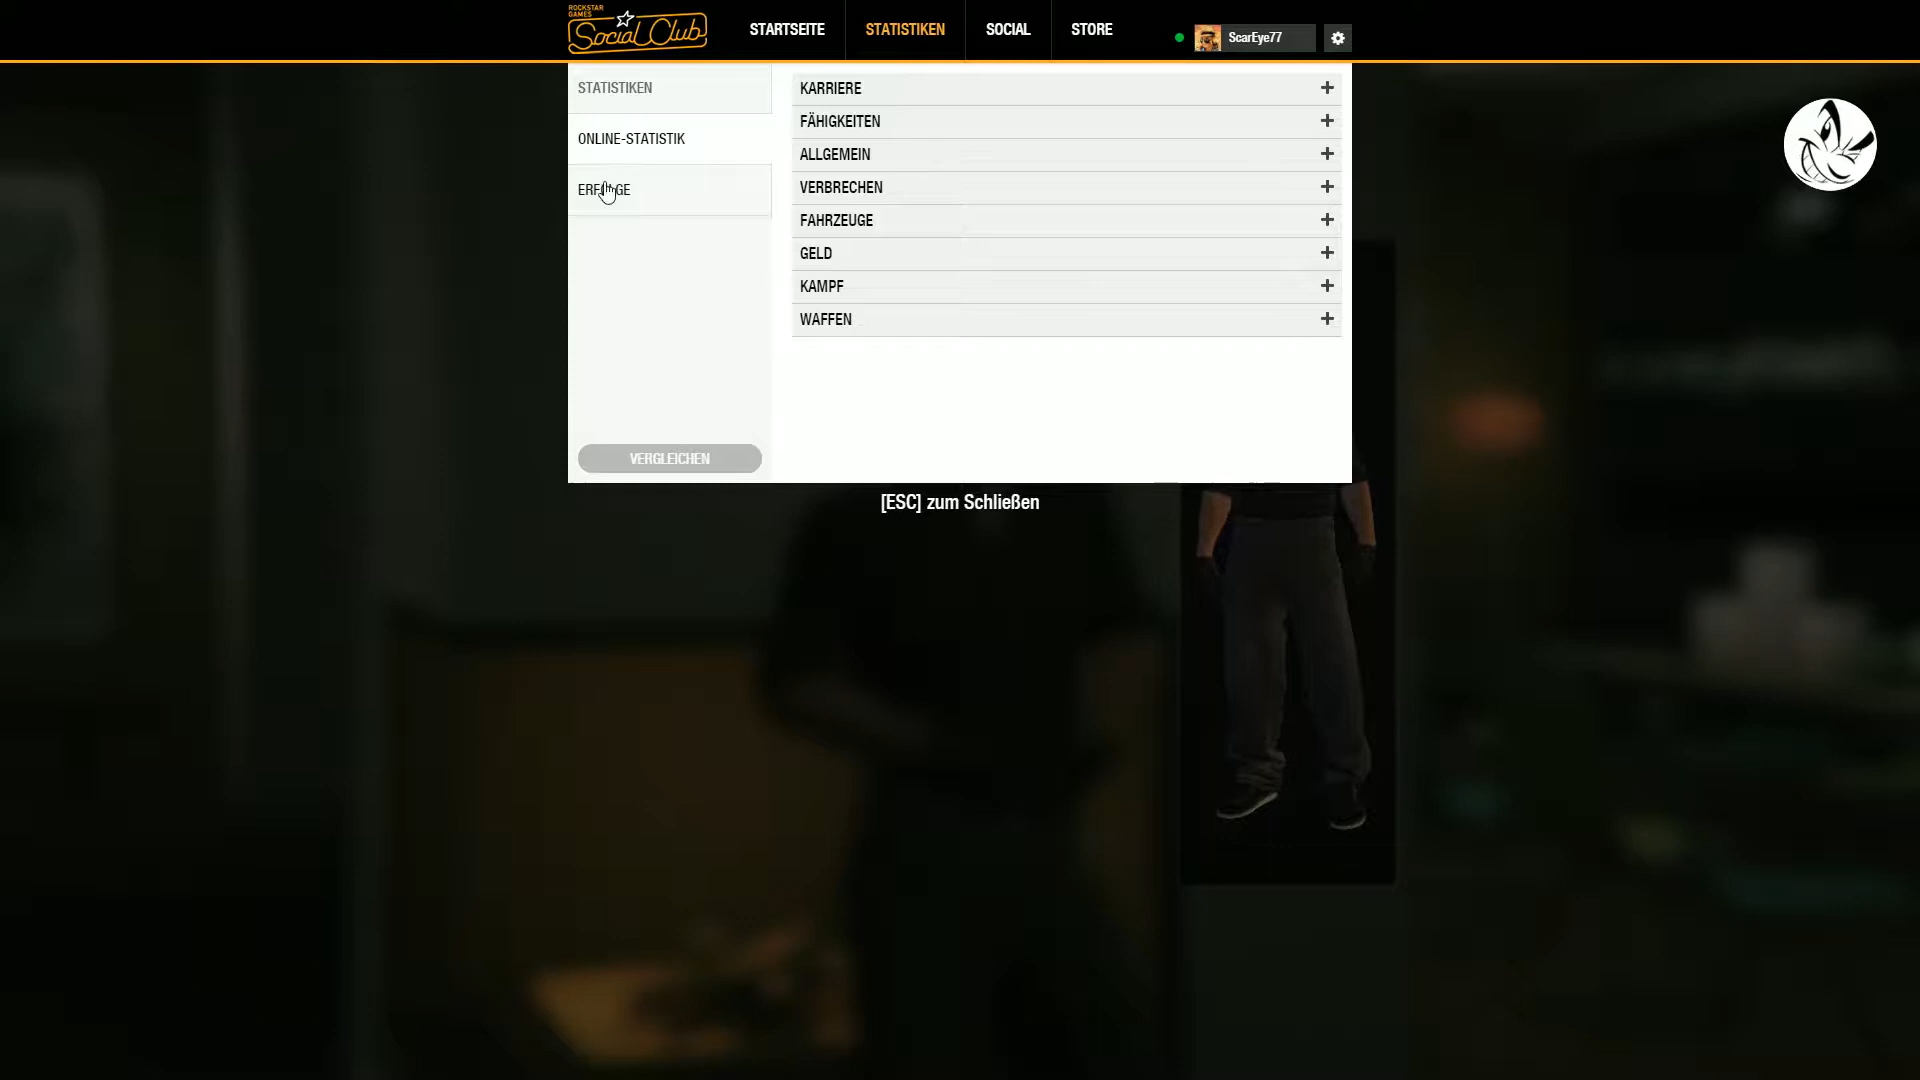 ROCKSTAR
GAMES
Social Club
STARTSEITE
STATISTIKEN
SOCIAL
STORE
ScarEye77
STATISTIKEN
ONLINE-STATISTIK
KARRIERE
FÄHIGKEITEN
ALLGEMEIN
VERBRECHEN
FAHRZEUGE
GELD
KAMPF
WAFFEN
VERGLEICHEN
[ESC] zum Schließen